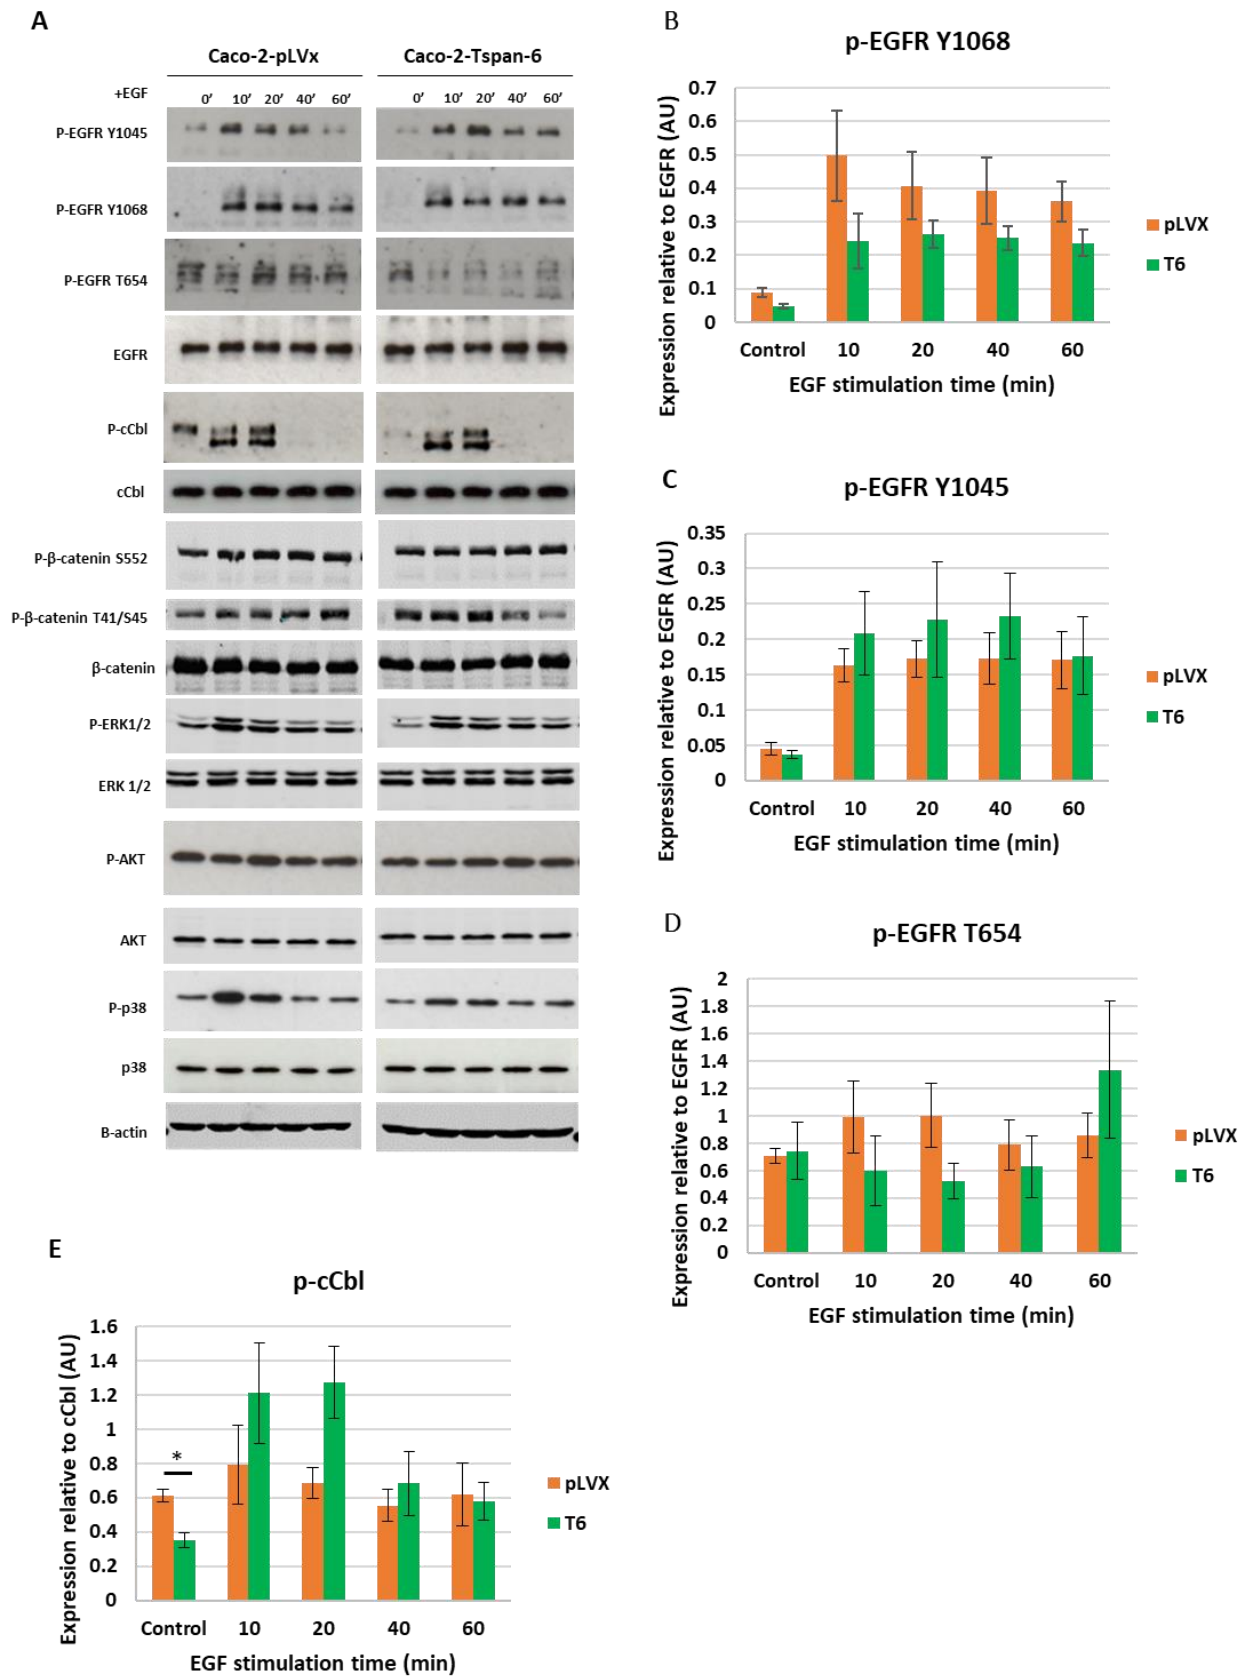 A
Caco-2-pLVx
Caco-2-Tspan-6
+EGF
0’ 10’ 20’ 40’ 60’
0’ 10’ 20’ 40’ 60’
P-EGFR Y1045
P-EGFR Y1068
P-EGFR T654
EGFR
P-cCbl
cCbl
P-β-catenin S552
P-β-catenin T41/S45
β-catenin
P-ERK1/2
ERK 1/2
P-AKT
AKT
P-p38
p38
B-actin
B
p-EGFR Y1068
Expression relative to EGFR (AU)
0.7
0.6
0.5
0.4
0.3
0.2
0.1
0
Control 10 20 40 60
EGF stimulation time (min)
pLVX
T6
C
p-EGFR Y1045
Expression relative to EGFR (AU)
0.35
0.3
0.25
0.2
0.15
0.1
0.05
0
Control 10 20 40 60
EGF stimulation time (min)
pLVX
T6
D
p-EGFR T654
Expression relative to EGFR (AU)
2
1.8
1.6
1.4
1.2
1
0.8
0.6
0.4
0.2
0
Control 10 20 40 60
EGF stimulation time (min)
pLVX
T6
E
p-cCbl
Expression relative to cCbl (AU)
1.6
1.4
1.2
1
0.8
0.6
0.4
0.2
0
*
Control 10 20 40 60
EGF stimulation time (min)
pLVX
T6